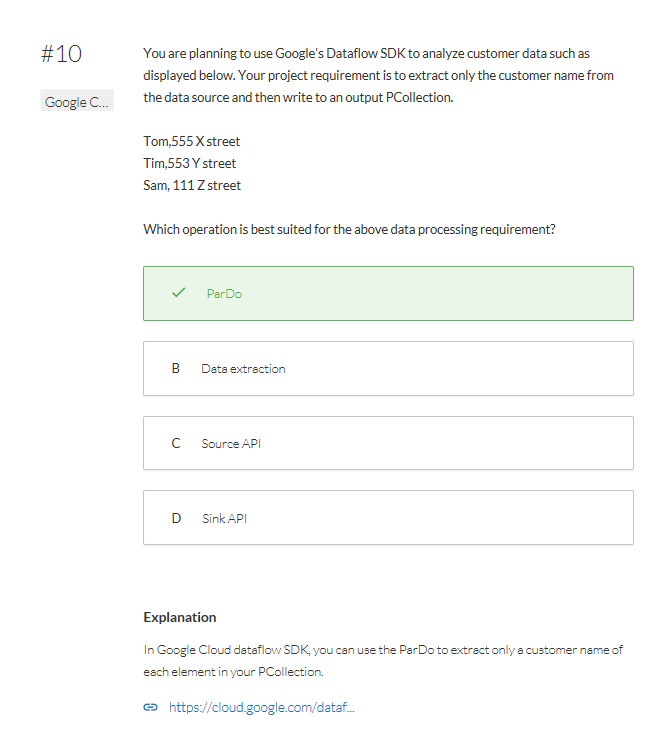 #10
Google C...
You are planning to use Google's Dataflow SDK to analyze customer data such as
displayed below. Your project requirement is to extract only the customer name from
the data source and then write to an output PCollection.
Tom,555 X street
Tim,553 Y street
Sam, 111 Z street
Which operation is best suited for the above data processing requirement?
ParDo
B Data extraction
C Source API
D Sink API
Explanation
In Google Cloud dataflow SDK, you can use the ParDo to extract only a customer name of
each element in your PCollection.
https://cloud.google.com/dataf...